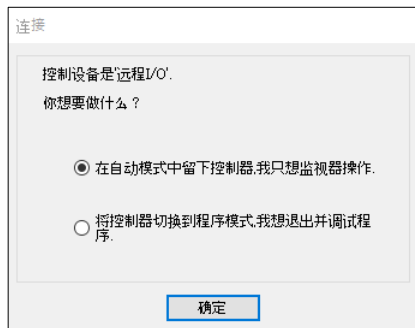 连接
控制设备是'远程I/O'.
你想要做什么？
在自动模式中留下控制器,我只想监视器操作.
将控制器切换到程序模式,我想退出并调试程
序.
确定